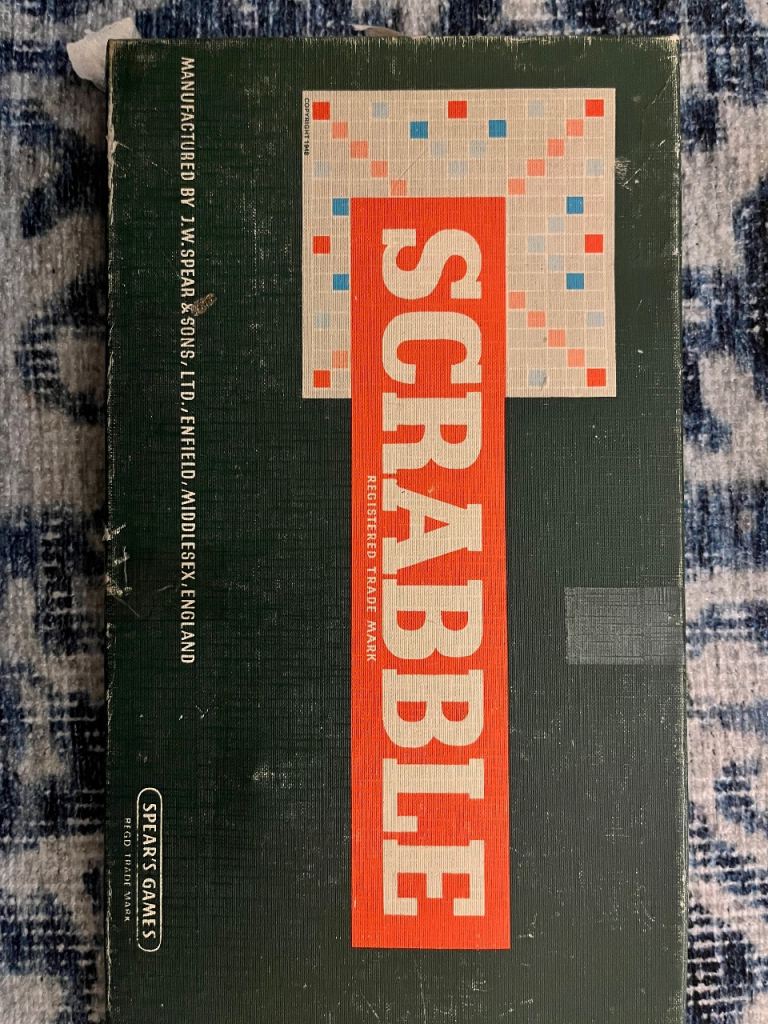 COPYRIGHT 1948
SCRABBLE
REGISTERED TRADE MARK
MANUFACTURED BY J.W.SPEAR & SONS, LTD., ENFIELD, MIDDLESEX, ENGLAND
SPEAR'S GAMES
REGD. TRADE MARK